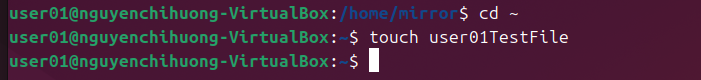 user01@nguyenchihuong-VirtualBox:/home/mirror$ cd ~
user01@nguyenchihuong-VirtualBox:~$ touch user01TestFile
user01@nguyenchihuong-VirtualBox:~$